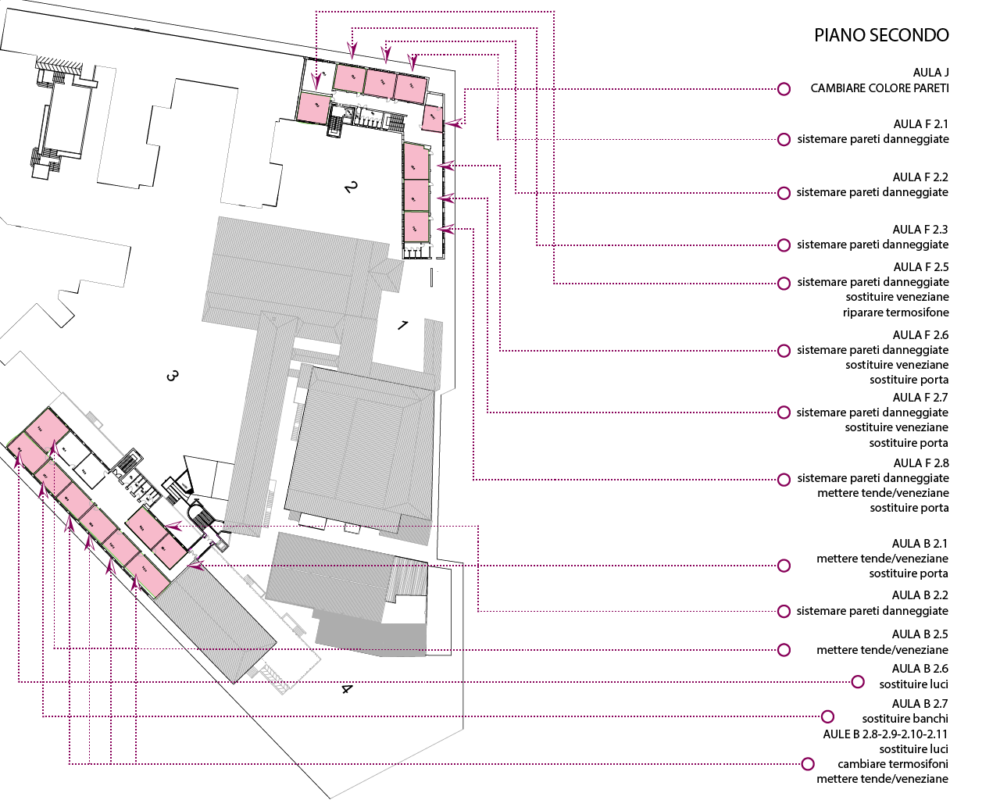 PIANO SECONDO
AULA J
CAMBIARE COLORE PARETI
AULA F 2.1
sistemare pareti danneggiate
AULA F 2.2
sistemare pareti danneggiate
AULA F 2.3
sistemare pareti danneggiate
AULA F 2.5
sistemare pareti danneggiate
sostituire veneziane
riparare termosifone
AULA F 2.6
sistemare pareti danneggiate
sostituire veneziane
sostituire porta
AULA F 2.7
sistemare pareti danneggiate
sostituire veneziane
sostituire porta
AULA F 2.8
sistemare pareti danneggiate
mettere tende/veneziane
sostituire porta
AULA B 2.1
mettere tende/veneziane
sostituire porta
AULA B 2.2
sistemare pareti danneggiate
AULA B 2.5
mettere tende/veneziane
AULA B 2.6
sostituire luci
AULA B 2.7
sostituire banchi
AULE B 2.8-2.9-2.10-2.11
sostituire luci
cambiare termosifoni
mettere tende/veneziane
2
1
3
4